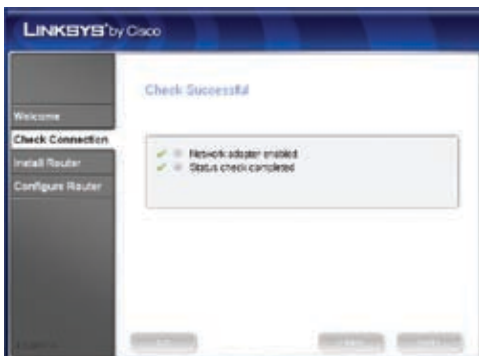 LINKSYS® by Cisco
Check Successful
Welcome
Check Connection
Install Router
Configure Router
Network adapter enabled
Status check completed